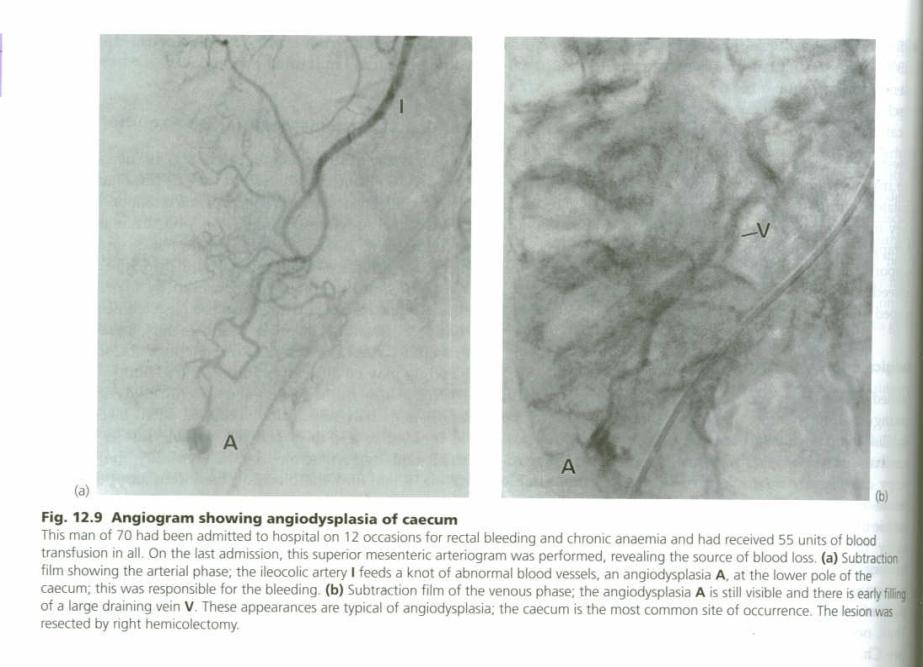 I
A
V
A
(a)
(b)
Fig. 12.9 Angiogram showing angiodysplasia of caecum
This man of 70 had been admitted to hospital on 12 occasions for rectal bleeding and chronic anaemia and had received 55 units of blood
transfusion in all. On the last admission, this superior mesenteric arteriogram was performed, revealing the source of blood loss. (a) Subtraction
film showing the arterial phase; the ileocolic artery I feeds a knot of abnormal blood vessels, an angiodysplasia A, at the lower pole of the
caecum; this was responsible for the bleeding. (b) Subtraction film of the venous phase; the angiodysplasia A is still visible and there is early filling
of a large draining vein V. These appearances are typical of angiodysplasia; the caecum is the most common site of occurrence. The lesion was
resected by right hemicolectomy.